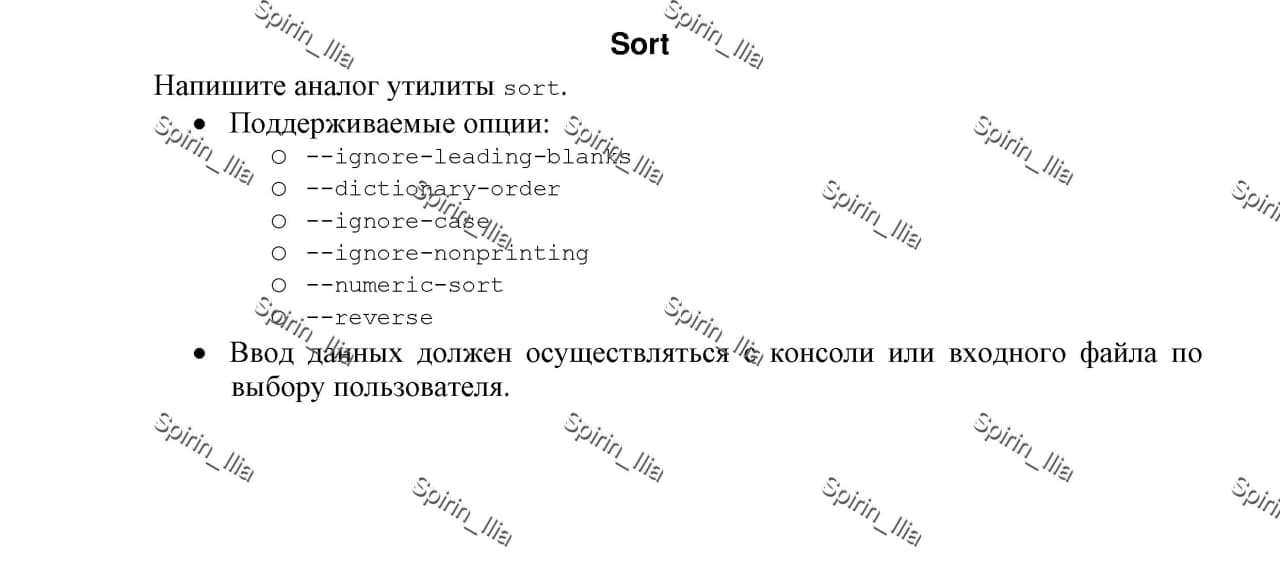 Sort
Напишите аналог утилиты sort.
● Поддерживаемые опции:
○ --ignore-leading-blanks
○ --dictionary-order
○ --ignore-case
○ --ignore-nonprinting
○ --numeric-sort
○ --reverse
● Ввод данных должен осуществляться с консоли или входного файла по
выбору пользователя.
Spirin_Ilia
Spirin_Ilia
Spirin_Ilia
Spirin_Ilia
Spirin_Ilia
Spirin_Ilia
Spirin_Ilia
Spiri
Spirin_Ilia
Spirin_Ilia
Spirin_Ilia
Spirin_Ilia
Spirin_Ilia
Spirin_Ilia
Spirin_Ilia
Spiri